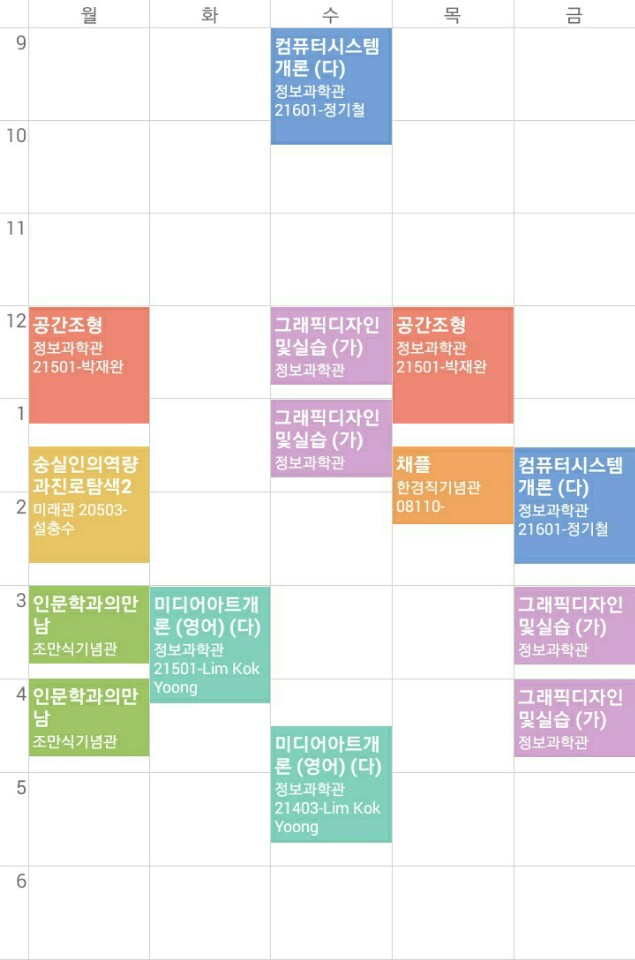 월 화 수 목 금
9
컴퓨터시스템
개론 (다)
정보과학관
21601-정기철
10
11
12
공간조형
정보과학관
21501-박재완
그래픽디자인
및실습 (가)
정보과학관
공간조형
정보과학관
21501-박재완
1
그래픽디자인
및실습 (가)
정보과학관
숭실인의역량
과진로탐색2
미래관 20503-
설충수
채플
한경직기념관
08110-
컴퓨터시스템
개론 (다)
정보과학관
21601-정기철
2
3
인문학과의만
남
조만식기념관
미디어아트개
론 (영어) (다)
정보과학관
21501-Lim Kok
Yoong
그래픽디자인
및실습 (가)
정보과학관
4
인문학과의만
남
조만식기념관
그래픽디자인
및실습 (가)
정보과학관
미디어아트개
론 (영어) (다)
정보과학관
21403-Lim Kok
Yoong
5
6